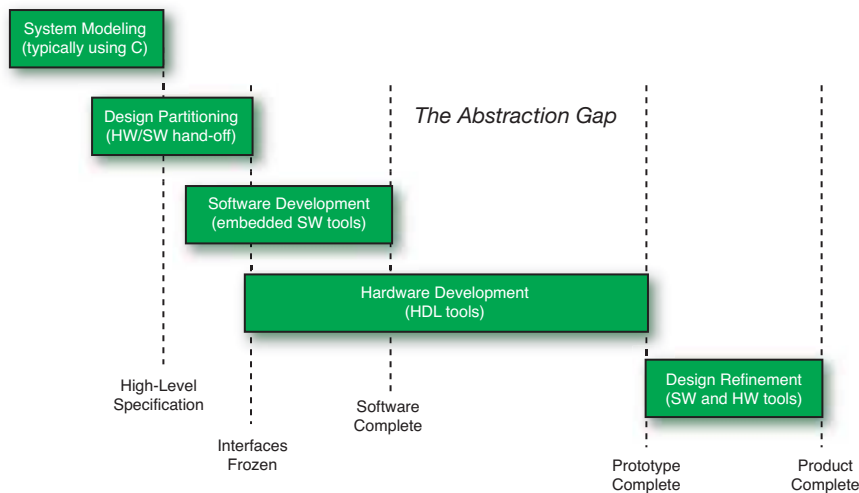 System Modeling
(typically using C)
Design Partitioning
(HW/SW hand-off)
The Abstraction Gap
Software Development
(embedded SW tools)
Hardware Development
(HDL tools)
Design Refinement
(SW and HW tools)
High-Level
Specification
Software
Complete
Interfaces
Frozen
Prototype
Complete
Product
Complete